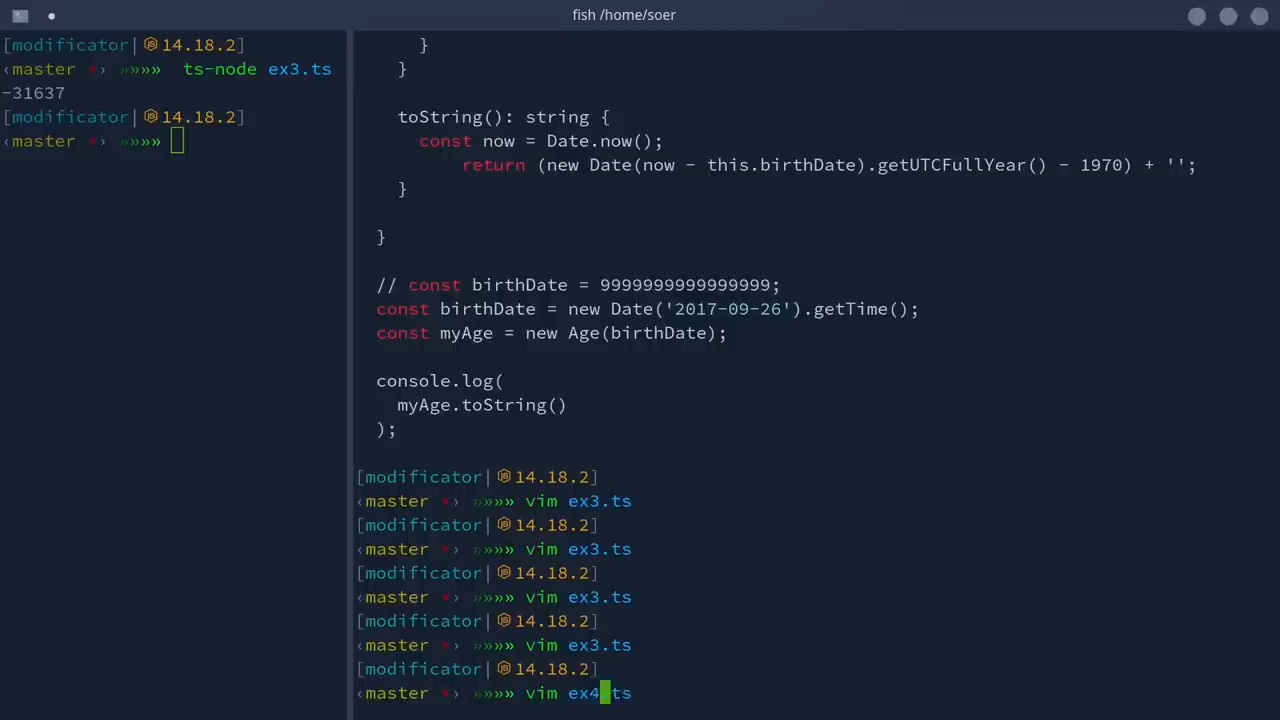 fish /home/soer
[modificator|14.18.2]
‹master •› »»»» ts-node ex3.ts
-31637
[modificator|14.18.2]
‹master •› »»»»
}
}
toString(): string {
const now = Date.now();
return (new Date(now - this.birthDate).getUTCFullYear() - 1970) + '';
}
}
// const birthDate = 9999999999999999;
const birthDate = new Date('2017-09-26').getTime();
const myAge = new Age(birthDate);
console.log(
myAge.toString()
);
[modificator|14.18.2]
‹master •› »»»» vim ex3.ts
[modificator|14.18.2]
‹master •› »»»» vim ex3.ts
[modificator|14.18.2]
‹master •› »»»» vim ex3.ts
[modificator|14.18.2]
‹master •› »»»» vim ex3.ts
[modificator|14.18.2]
‹master •› »»»» vim ex4.ts